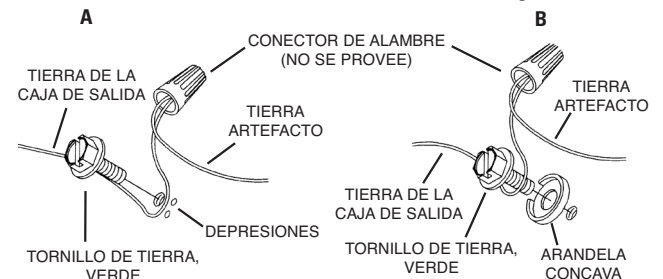 A
B
CONECTOR DE ALAMBRE
(NO SE PROVEE)
TIERRA DE LA
CAJA DE SALIDA
TIERRA
ARTEFACTO
DEPRESIONES
TORNILLO DE TIERRA,
VERDE
TIERRA
ARTEFACTO
TIERRA DE LA
CAJA DE SALIDA
TORNILLO DE TIERRA,
VERDE
ARANDELA
CONCAVA